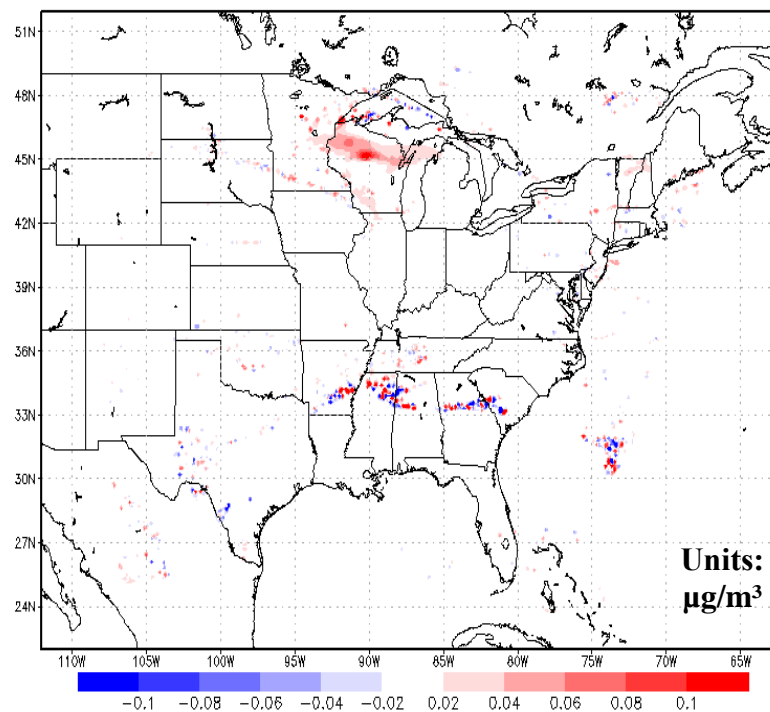 51N
48N
45N
42N
39N
36N
33N
30N
27N
24N
Units:
µg/m³
110W 105W 100W 95W 90W 85W 80W 75W 70W 65W
-0.1 -0.08 -0.06 -0.04 -0.02 0.02 0.04 0.06 0.08 0.1